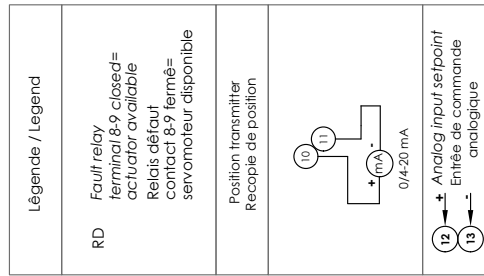 Légende / Legend
RD Fault relay
terminal 8-9 closed=
actuator available
Relais défaut
contact 8-9 fermé=
servomoteur disponible
Position transmitter
Recopie de position
10
11
+ mA -
0/4-20 mA
12 + Analog input setpoint
Entrée de commande
13 - analogique